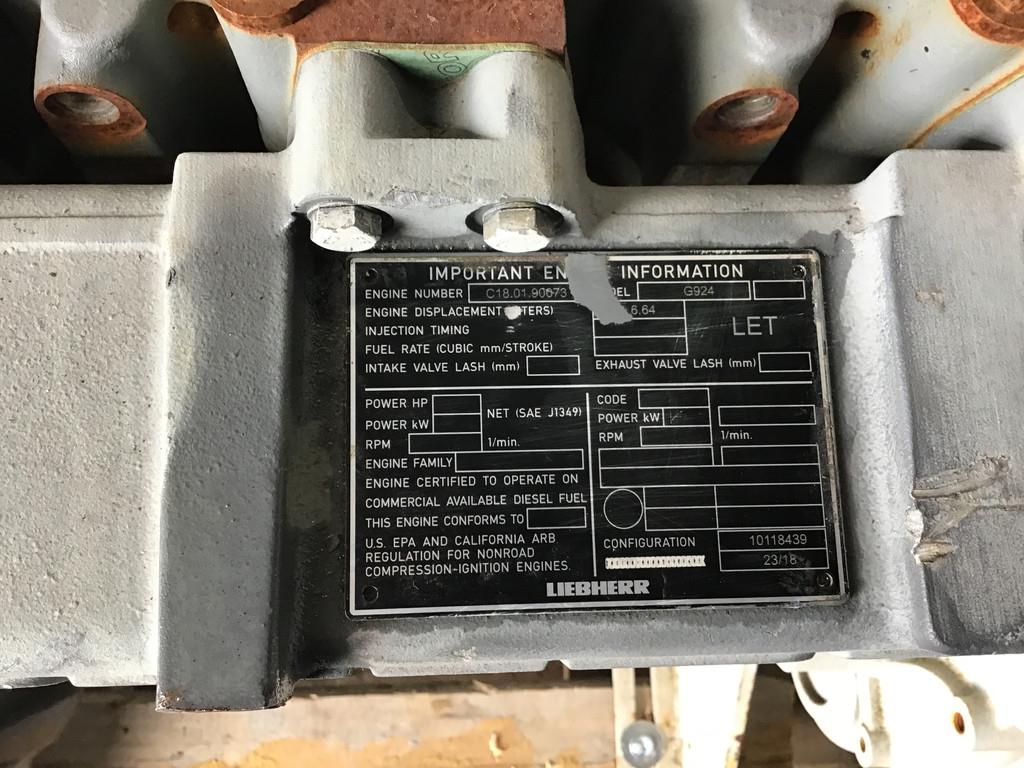 IMPORTANT EN INFORMATION
ENGINE NUMBER C18.01.90673 DEL G924
ENGINE DISPLACEMENT TERS) 6.64
LET
INJECTION TIMING
FUEL RATE (CUBIC mm/STROKE)
INTAKE VALVE LASH (mm) EXHAUST VALVE LASH (mm)
POWER HP
NET (SAE J1349)
POWER kW
RPM 1/min.
ENGINE FAMILY
ENGINE CERTIFIED TO OPERATE ON
COMMERCIAL AVAILABLE DIESEL FUEL
THIS ENGINE CONFORMS TO
U.S. EPA AND CALIFORNIA ARB
REGULATION FOR NONROAD
COMPRESSION-IGNITION ENGINES.
CODE
POWER kW
RPM 1/min.
CONFIGURATION 10118439
23/18
LIEBHERR